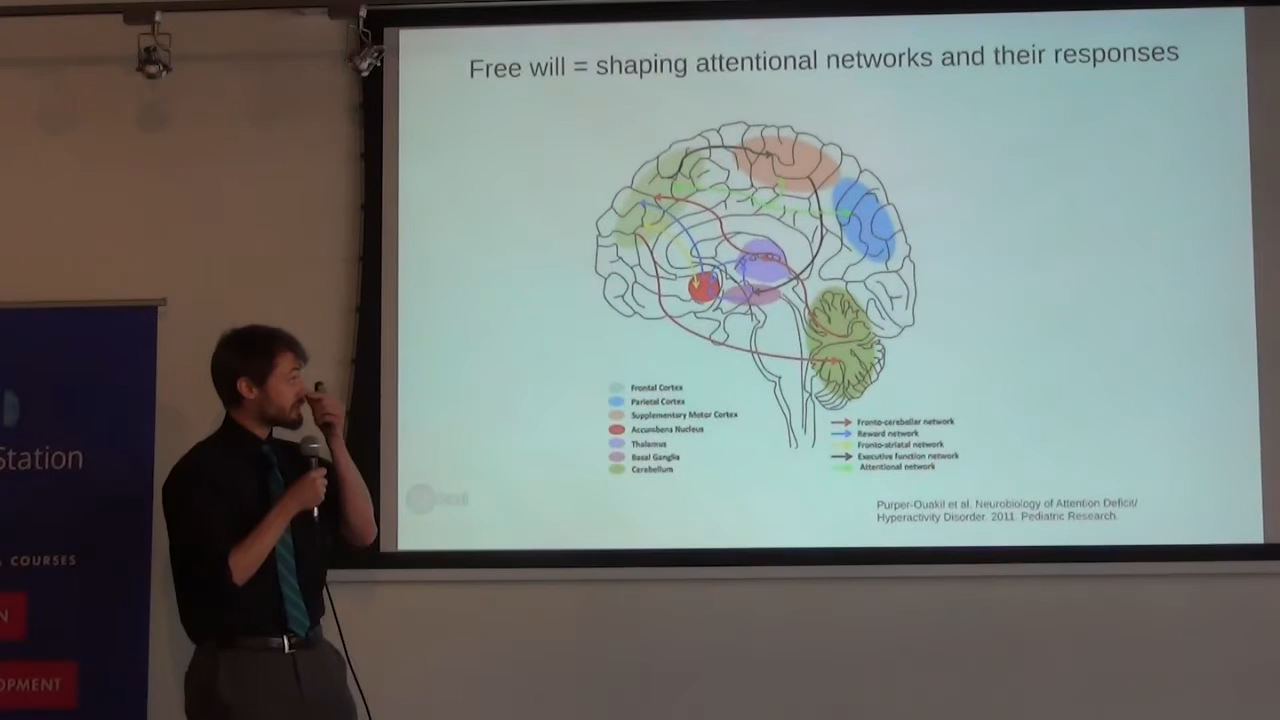 Free will = shaping attentional networks and their responses
Frontal Cortex
Parietal Cortex
Supplementary Motor Cortex
Accumbens Nucleus
Thalamus
Basal Ganglia
Cerebellum
Fronto-cerebellar network
Reward network
Fronto-striatal network
Executive function network
Attentional network
Purper-Ouakil et al. Neurobiology of Attention Deficit/
Hyperactivity Disorder. 2011. Pediatric Research.
Station
COURSES
N
OPMENT